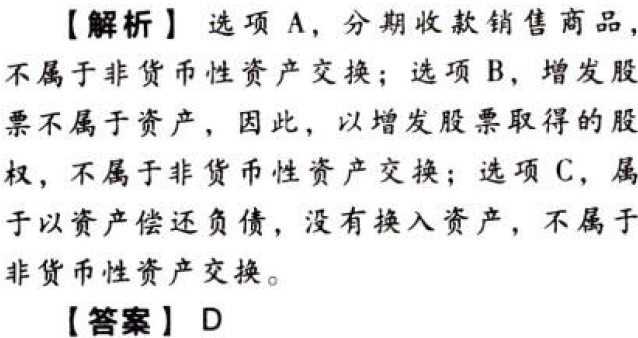 【解析】 选项 A，分期收款销售商品，
不属于非货币性资产交换；选项 B，增发股
票不属于资产，因此，以增发股票取得的股
权，不属于非货币性资产交换；选项 C，属
于以资产偿还负债，没有换入资产，不属于
非货币性资产交换。
【答案】 D